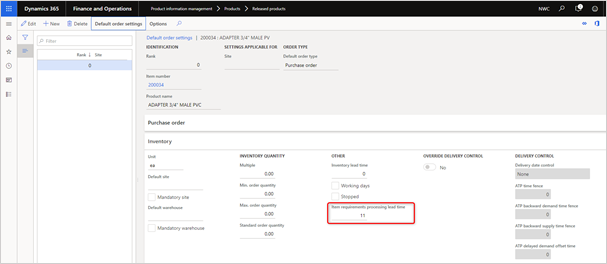 Dynamics 365
Finance and Operations
Product information management > Products > Released products
NWC
Edit
New
Delete
Default order settings
Options
Filter
Rank
Site
0
Default order settings | 200034 : ADAPTER 3/4" MALE PV
IDENTIFICATION
Rank
0
Item number
200034
Product name
ADAPTER 3/4" MALE PVC
SETTINGS APPLICABLE FOR
Site
ORDER TYPE
Default order type
Purchase order
Purchase order
Inventory
Unit
ea
Default site
Mandatory site
Default warehouse
Mandatory warehouse
INVENTORY QUANTITY
Multiple
0.00
Min. order quantity
0.00
Max. order quantity
0.00
Standard order quantity
0.00
OTHER
Inventory lead time
0
Working days
Stopped
Item requirements processing lead time
11
OVERRIDE DELIVERY CONTROL
No
DELIVERY CONTROL
Delivery date control
None
ATP time fence
0
ATP backward demand time fence
0
ATP backward supply time fence
0
ATP delayed demand offset time
0